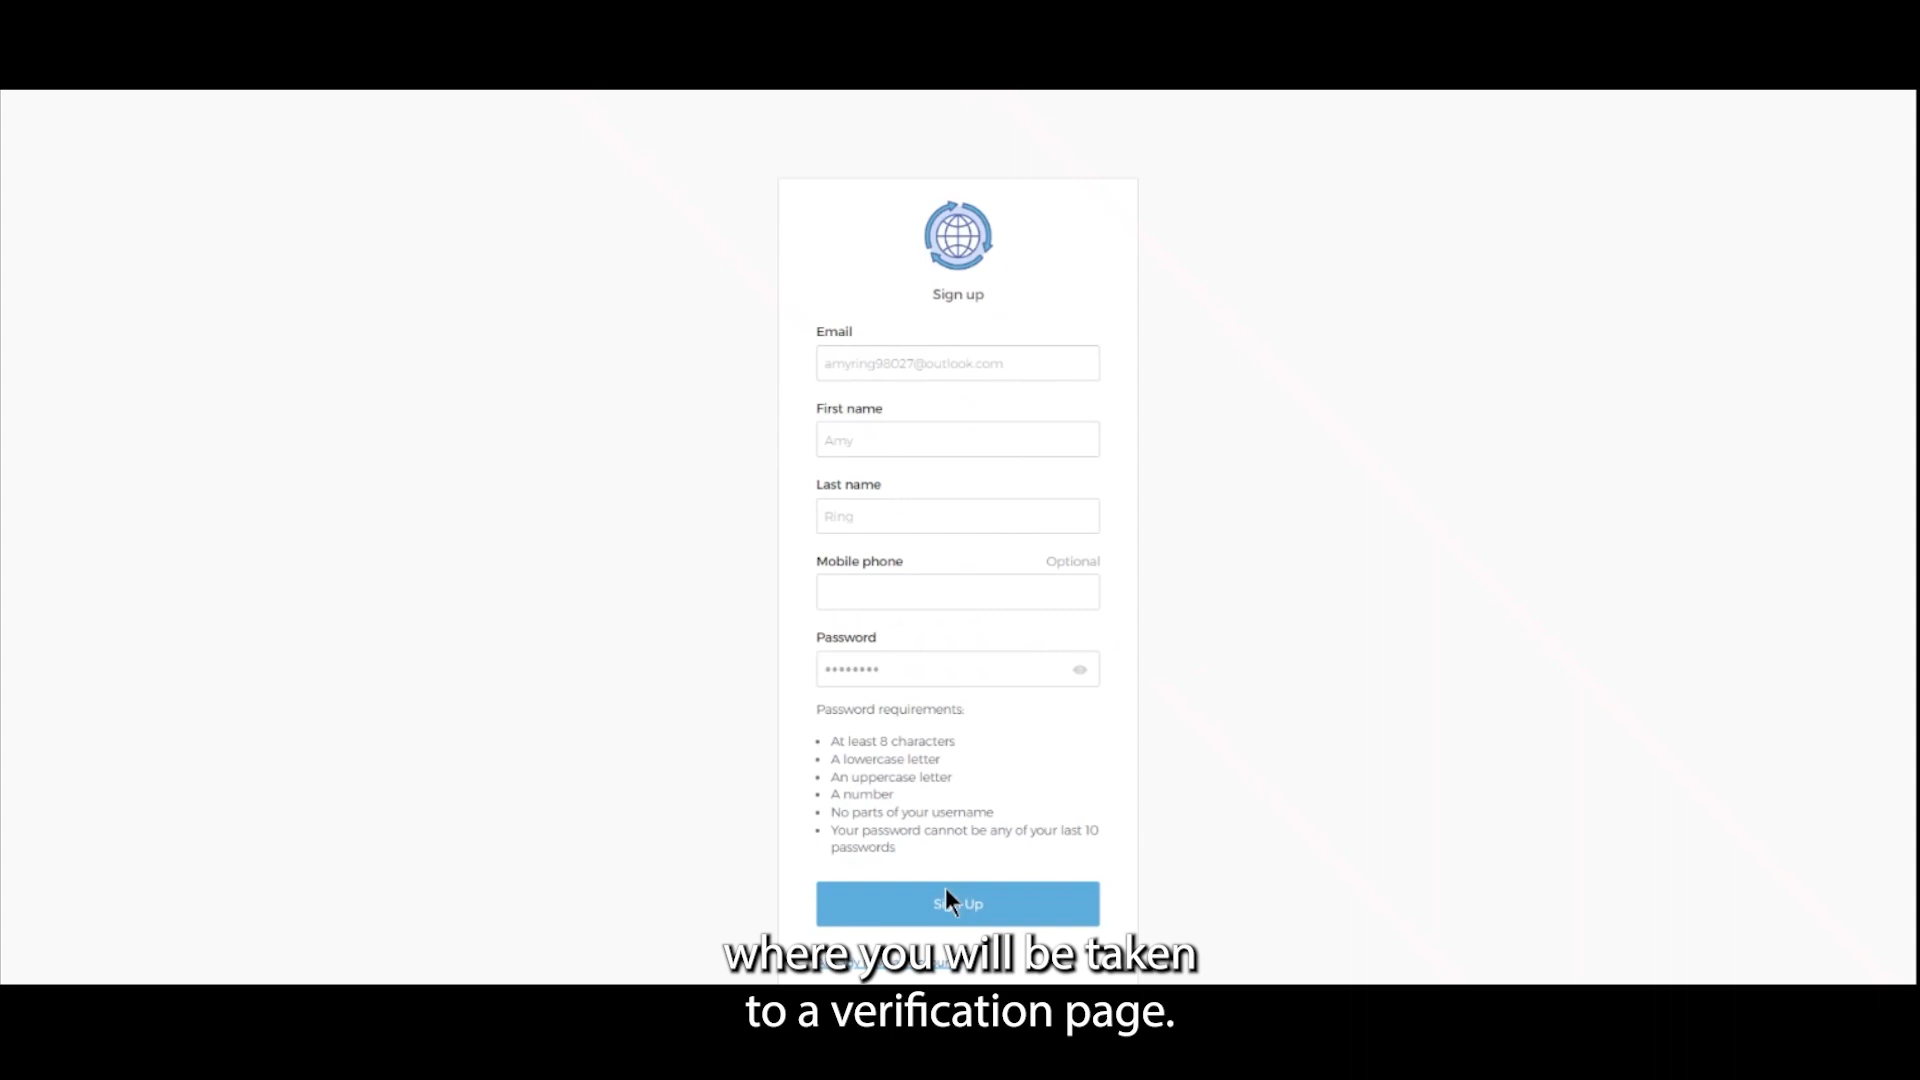 Sign up
Email
amyring98027@outlook.com
First name
Amy
Last name
Ring
Mobile phone Optional
Password
••••••••
Password requirements:
• At least 8 characters
• A lowercase letter
• An uppercase letter
• A number
• No parts of your username
• Your password cannot be any of your last 10
passwords
Up
where you will be taken
to a verification page.